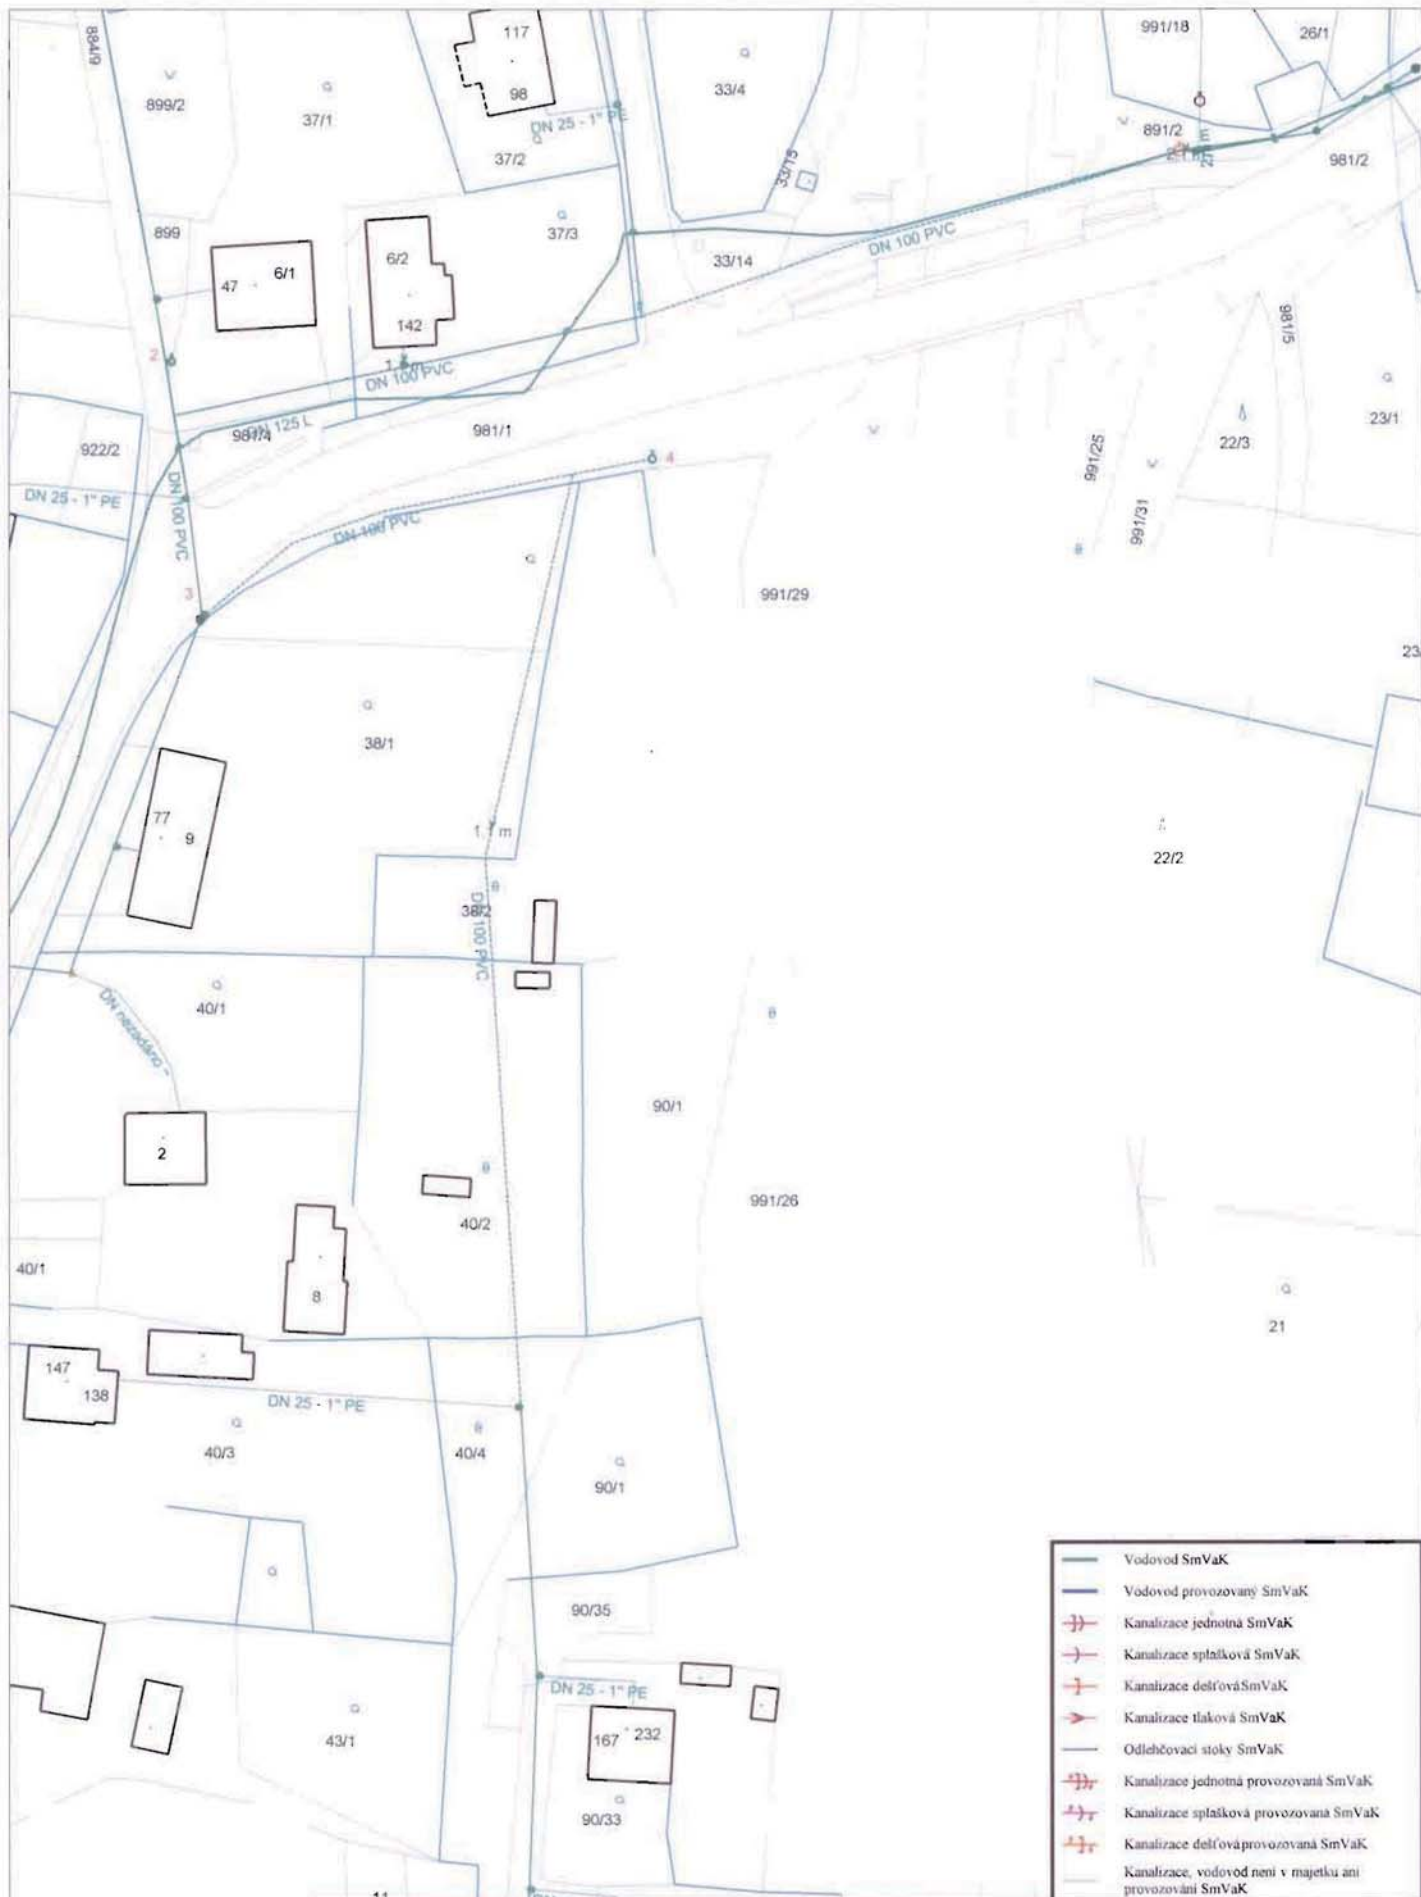 884/9
117
98
991/18
26/1
899/2
37/1
33/4
DN 25 - 1" PE
891/2
37/2
981/2
33/15
899
37/3
DN 100 PVC
33/14
6/2
47
6/1
142
981/5
2
DN 100 PVC
23/1
22/3
DN 125 L
981/4
981/1
922/2
4
991/25
DN 25 - 1" PE
DN 100 PVC
991/31
DN 100 PVC
3
991/29
23/
38/1
77
9
22/2
38/2
DN 100 PVC
40/1
DN nezadáno -
90/1
2
40/2
991/26
40/1
8
21
147
138
DN 25 - 1" PE
40/3
40/4
90/1
90/35
DN 25 - 1" PE
43/1
167
232
90/33
Vodovod SmVaK
Vodovod provozovaný SmVaK
Kanalizace jednotná SmVaK
Kanalizace splašková SmVaK
Kanalizace dešťová SmVaK
Kanalizace tlaková SmVaK
Odlehčovací stoky SmVaK
Kanalizace jednotná provozovaná SmVaK
Kanalizace splašková provozovaná SmVaK
Kanalizace dešťová provozovaná SmVaK
Kanalizace, vodovod není v majetku ani
provozování SmVaK